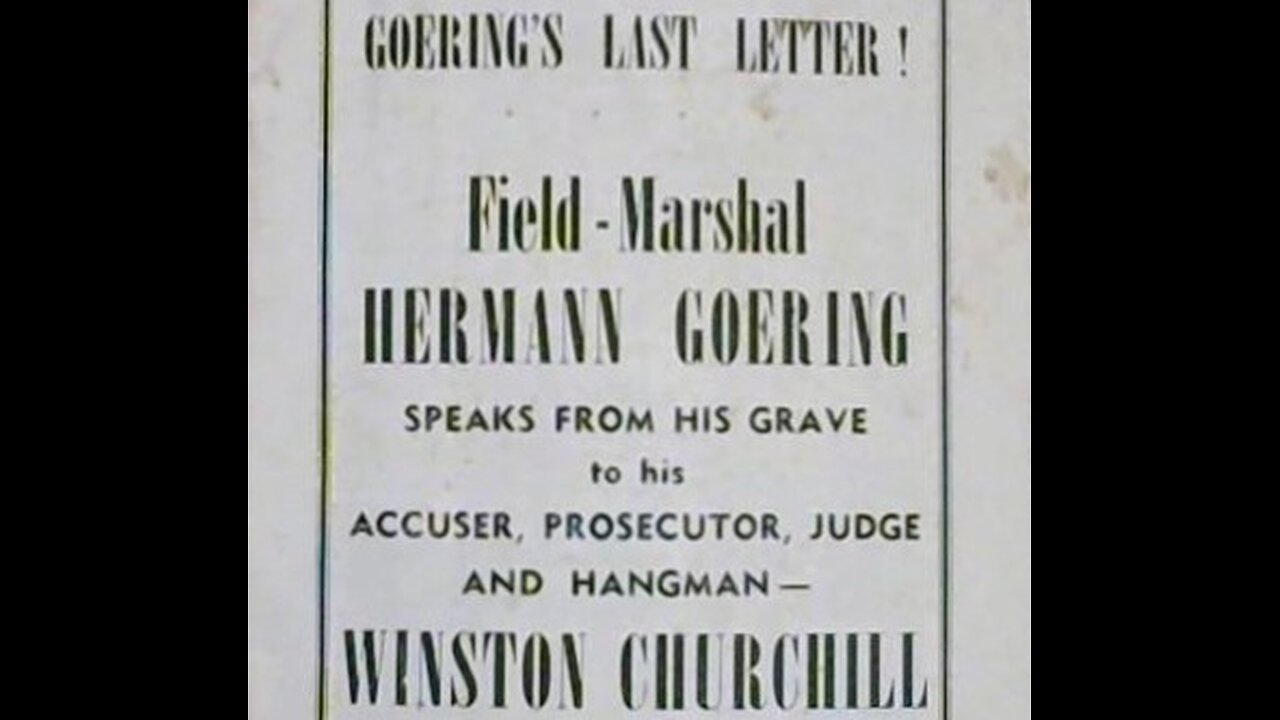 GOERING'S LAST LETTER !
Field - Marshal
HERMANN GOERING
SPEAKS FROM HIS GRAVE
to his
ACCUSER, PROSECUTOR, JUDGE
AND HANGMAN —
WINSTON CHURCHILL